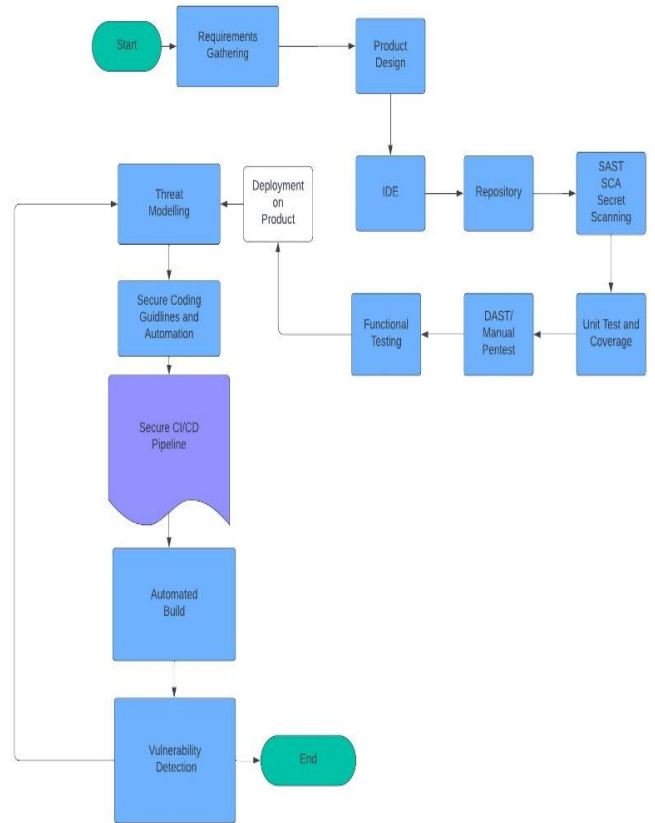 Start
Requirements
Gathering
Product
Design
IDE
Repository
SAST
SCA
Secret
Scanning
Unit Test and
Coverage
DAST/
Manual
Pentest
Functional
Testing
Deployment
on
Product
Threat
Modelling
Secure Coding
Guidlines and
Automation
Secure CI/CD
Pipeline
Automated
Build
Vulnerability
Detection
End